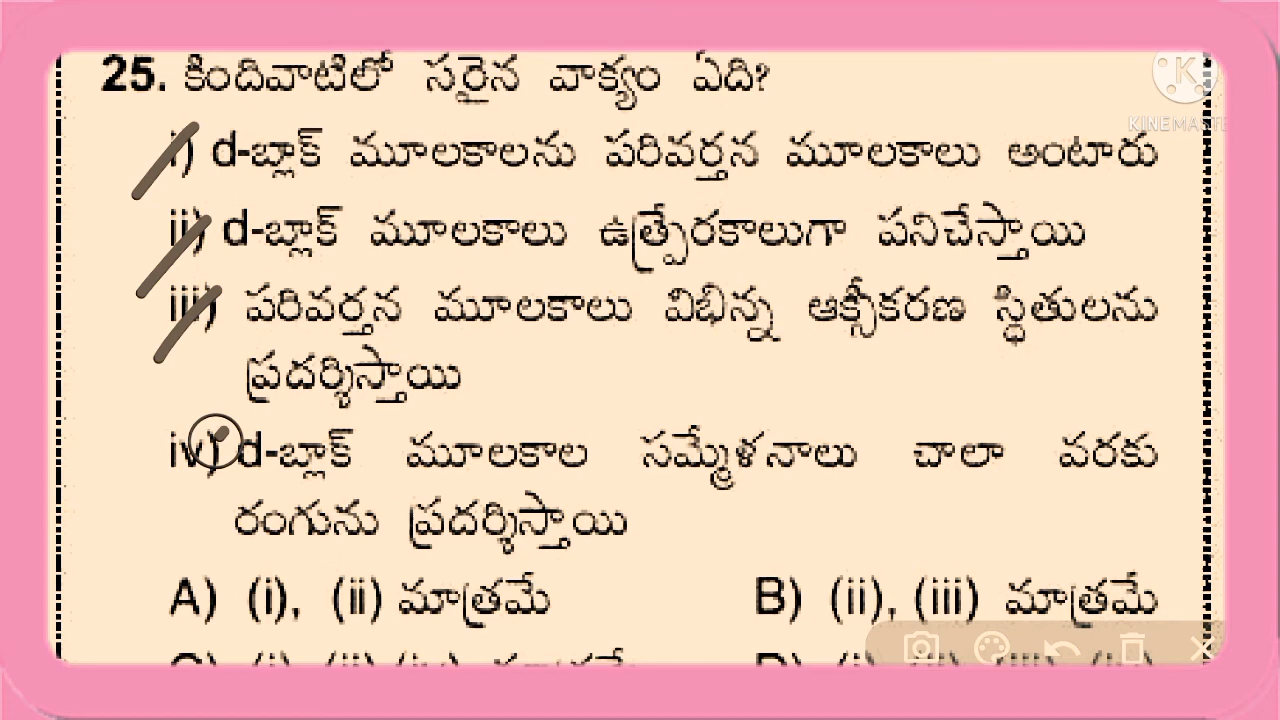 25. కిందివాటిలో సరైన వాక్యం ఏది?
i) d-బ్లాక్ మూలకాలను పరివర్తన మూలకాలు అంటారు
ii) d-బ్లాక్ మూలకాలు ఉత్ప్రేరకాలుగా పనిచేస్తాయి
iii) పరివర్తన మూలకాలు విభిన్న ఆక్సీకరణ స్థితులను
ప్రదర్శిస్తాయి
iv) d-బ్లాక్ మూలకాల సమ్మేళనాలు చాలా వరకు
రంగును ప్రదర్శిస్తాయి
A) (i), (ii) మాత్రమే B) (ii), (iii) మాత్రమే
K
KINEMAST